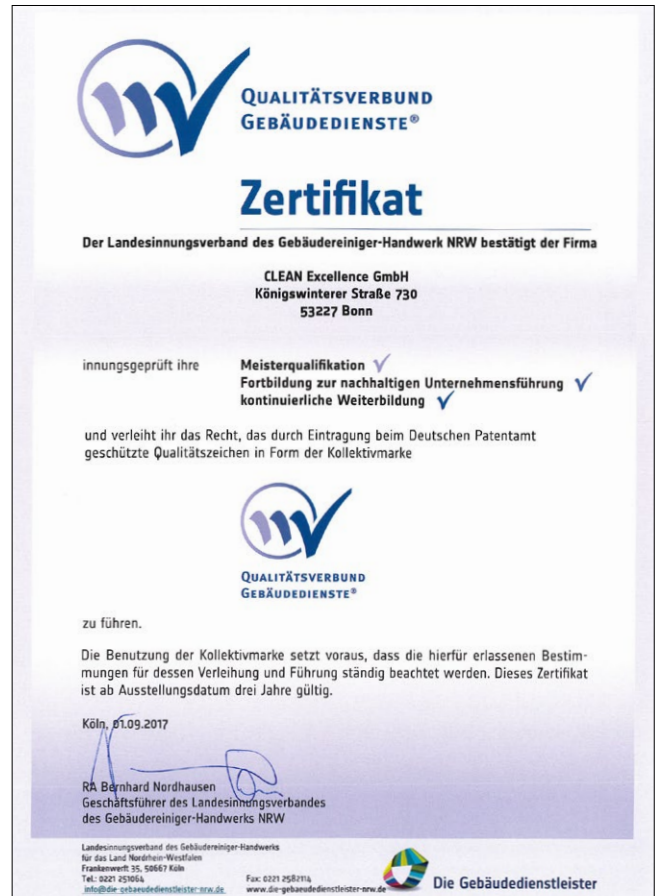 QUALITÄTSVERBUND
GEBÄUDEDIENSTE®
Zertifikat
Der Landesinnungsverband des Gebäudereiniger-Handwerk NRW bestätigt der Firma
CLEAN Excellence GmbH
Königswinterer Straße 730
53227 Bonn
innungsgeprüft ihre Meisterqualifikation ✓
Fortbildung zur nachhaltigen Unternehmensführung ✓
kontinuierliche Weiterbildung ✓
und verleiht ihr das Recht, das durch Eintragung beim Deutschen Patentamt
geschützte Qualitätszeichen in Form der Kollektivmarke
QUALITÄTSVERBUND
GEBÄUDEDIENSTE®
zu führen.
Die Benutzung der Kollektivmarke setzt voraus, dass die hierfür erlassenen Bestim-
mungen für dessen Verleihung und Führung ständig beachtet werden. Dieses Zertifikat
ist ab Ausstellungsdatum drei Jahre gültig.
Köln, 01.09.2017
RA Bernhard Nordhausen
Geschäftsführer des Landesinnungsverbandes
des Gebäudereiniger-Handwerks NRW
Landesinnungsverband des Gebäudereiniger-Handwerks
für das Land Nordrhein-Westfalen
Frankenwerft 35, 50667 Köln
Tel.: 0221 251064 Fax: 0221 2582114
info@die-gebaeudedienstleister-nrw.de www.die-gebaeudedienstleister-nrw.de
Die Gebäudedienstleister